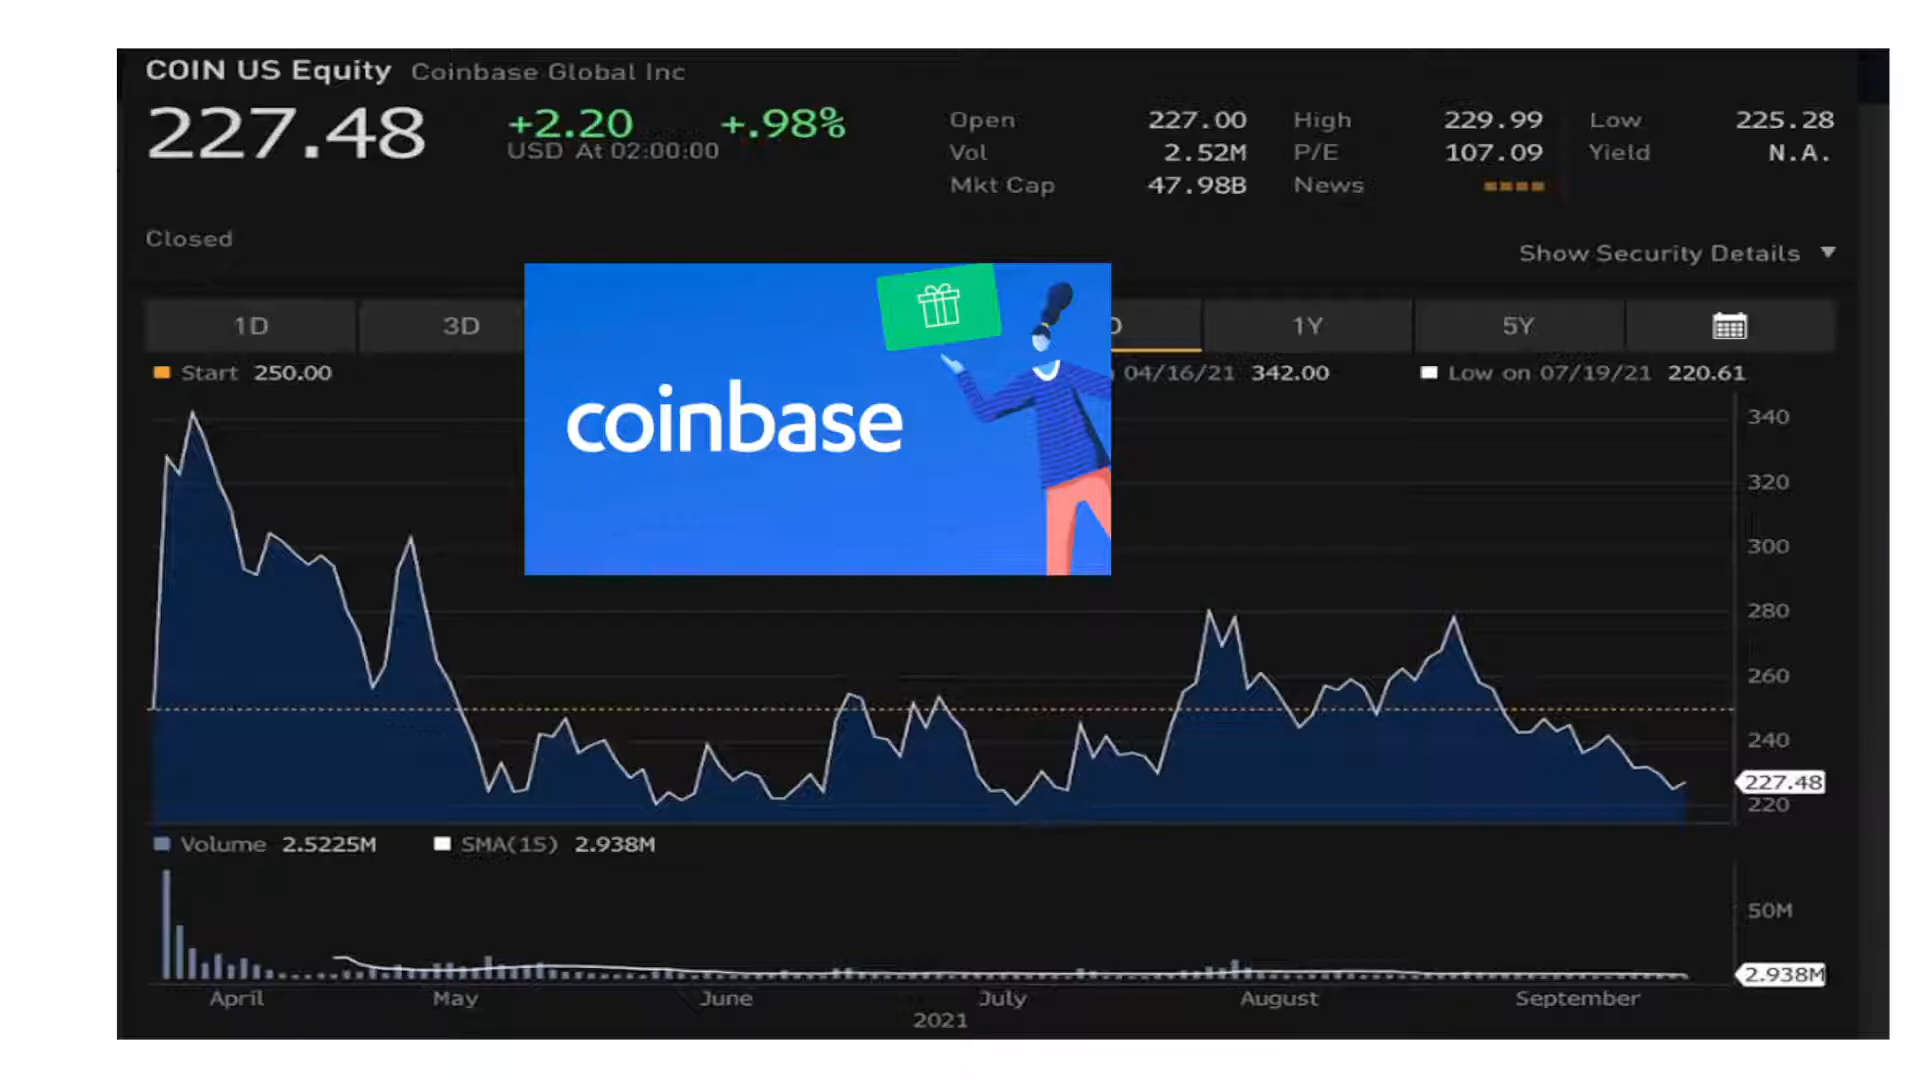 COIN US Equity Coinbase Global Inc
227.48 +2.20 +.98%
USD At 02:00:00
Open 227.00 High 229.99 Low 225.28
Vol 2.52M P/E 107.09 Yield N.A.
Mkt Cap 47.98B News
Closed
Show Security Details
1D 3D 1Y 5Y
Start 250.00 04/16/21 342.00 Low on 07/19/21 220.61
coinbase
340
320
300
280
260
240
227.48
220
Volume 2.5225M SMA(15) 2.938M
50M
2.938M
April May June July August September
2021